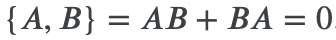 {A, B} = AB + BA = 0